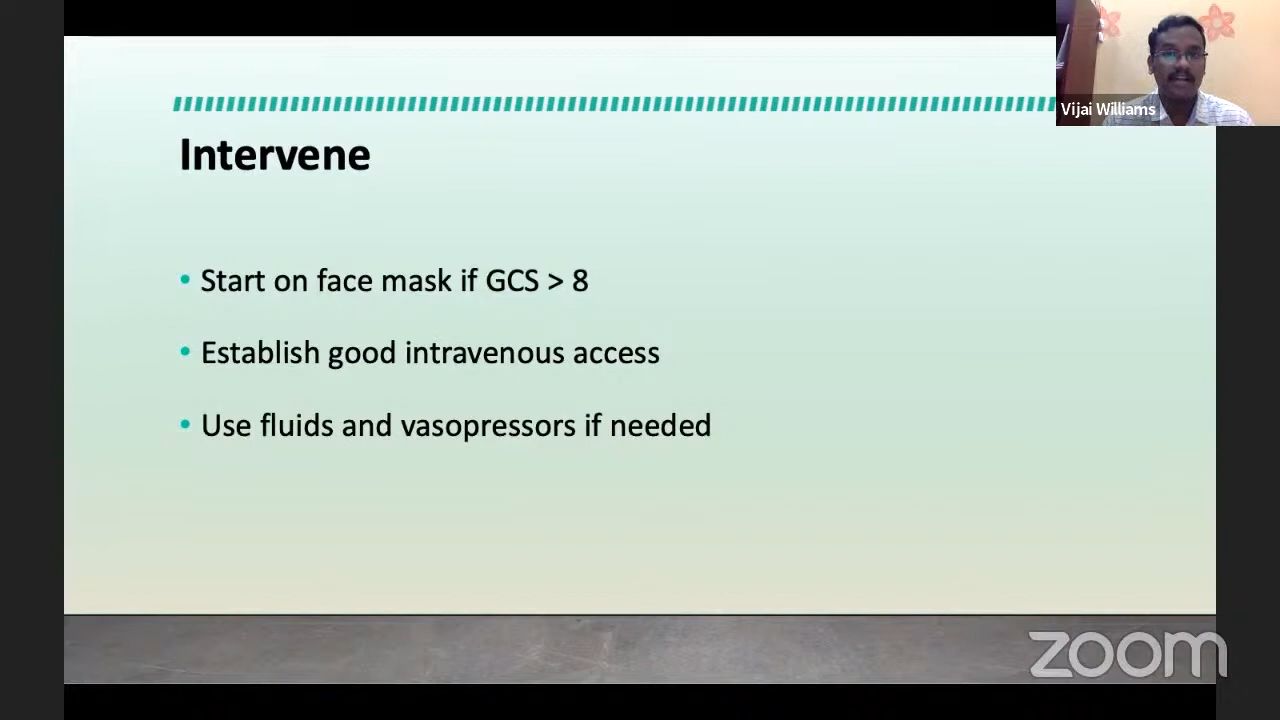 Vijai Williams
Intervene
• Start on face mask if GCS > 8
• Establish good intravenous access
• Use fluids and vasopressors if needed
zoom